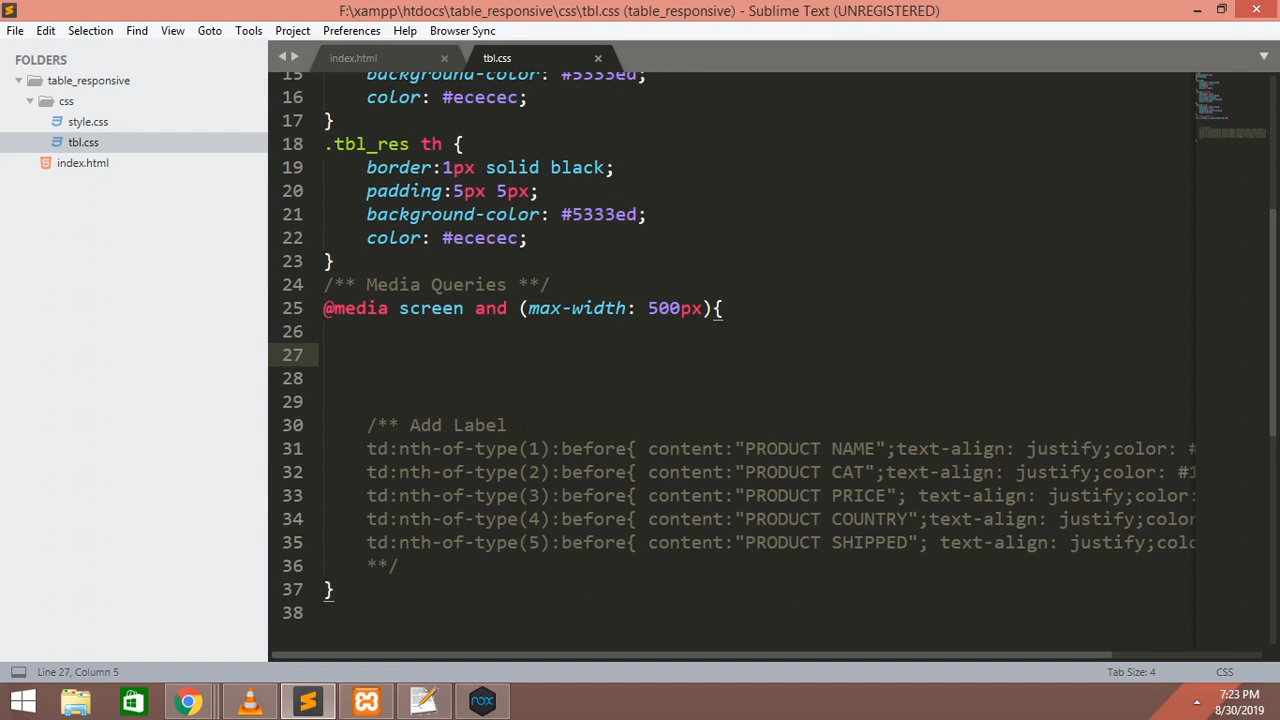 F:\xampp\htdocs\table_responsive\css\tbl.css (table_responsive) - Sublime Text (UNREGISTERED)
File Edit Selection Find View Goto Tools Project Preferences Help Browser Sync
FOLDERS
table_responsive
css
style.css
tbl.css
index.html
index.html
tbl.css
15 background-color: #5333ed;
16 color: #ececec;
17 }
18 .tbl_res th {
19 border:1px solid black;
20 padding:5px 5px;
21 background-color: #5333ed;
22 color: #ececec;
23 }
24 /** Media Queries **/
25 @media screen and (max-width: 500px){
26
27
28
29
30 /** Add Label
31 td:nth-of-type(1):before{ content:"PRODUCT NAME";text-align: justify;color: #
32 td:nth-of-type(2):before{ content:"PRODUCT CAT";text-align: justify;color: #1
33 td:nth-of-type(3):before{ content:"PRODUCT PRICE"; text-align: justify;color:
34 td:nth-of-type(4):before{ content:"PRODUCT COUNTRY";text-align: justify;color
35 td:nth-of-type(5):before{ content:"PRODUCT SHIPPED"; text-align: justify;colo
36 **/
37 }
38
Line 27, Column 5
Tab Size: 4
CSS
nox
7:23 PM
8/30/2019